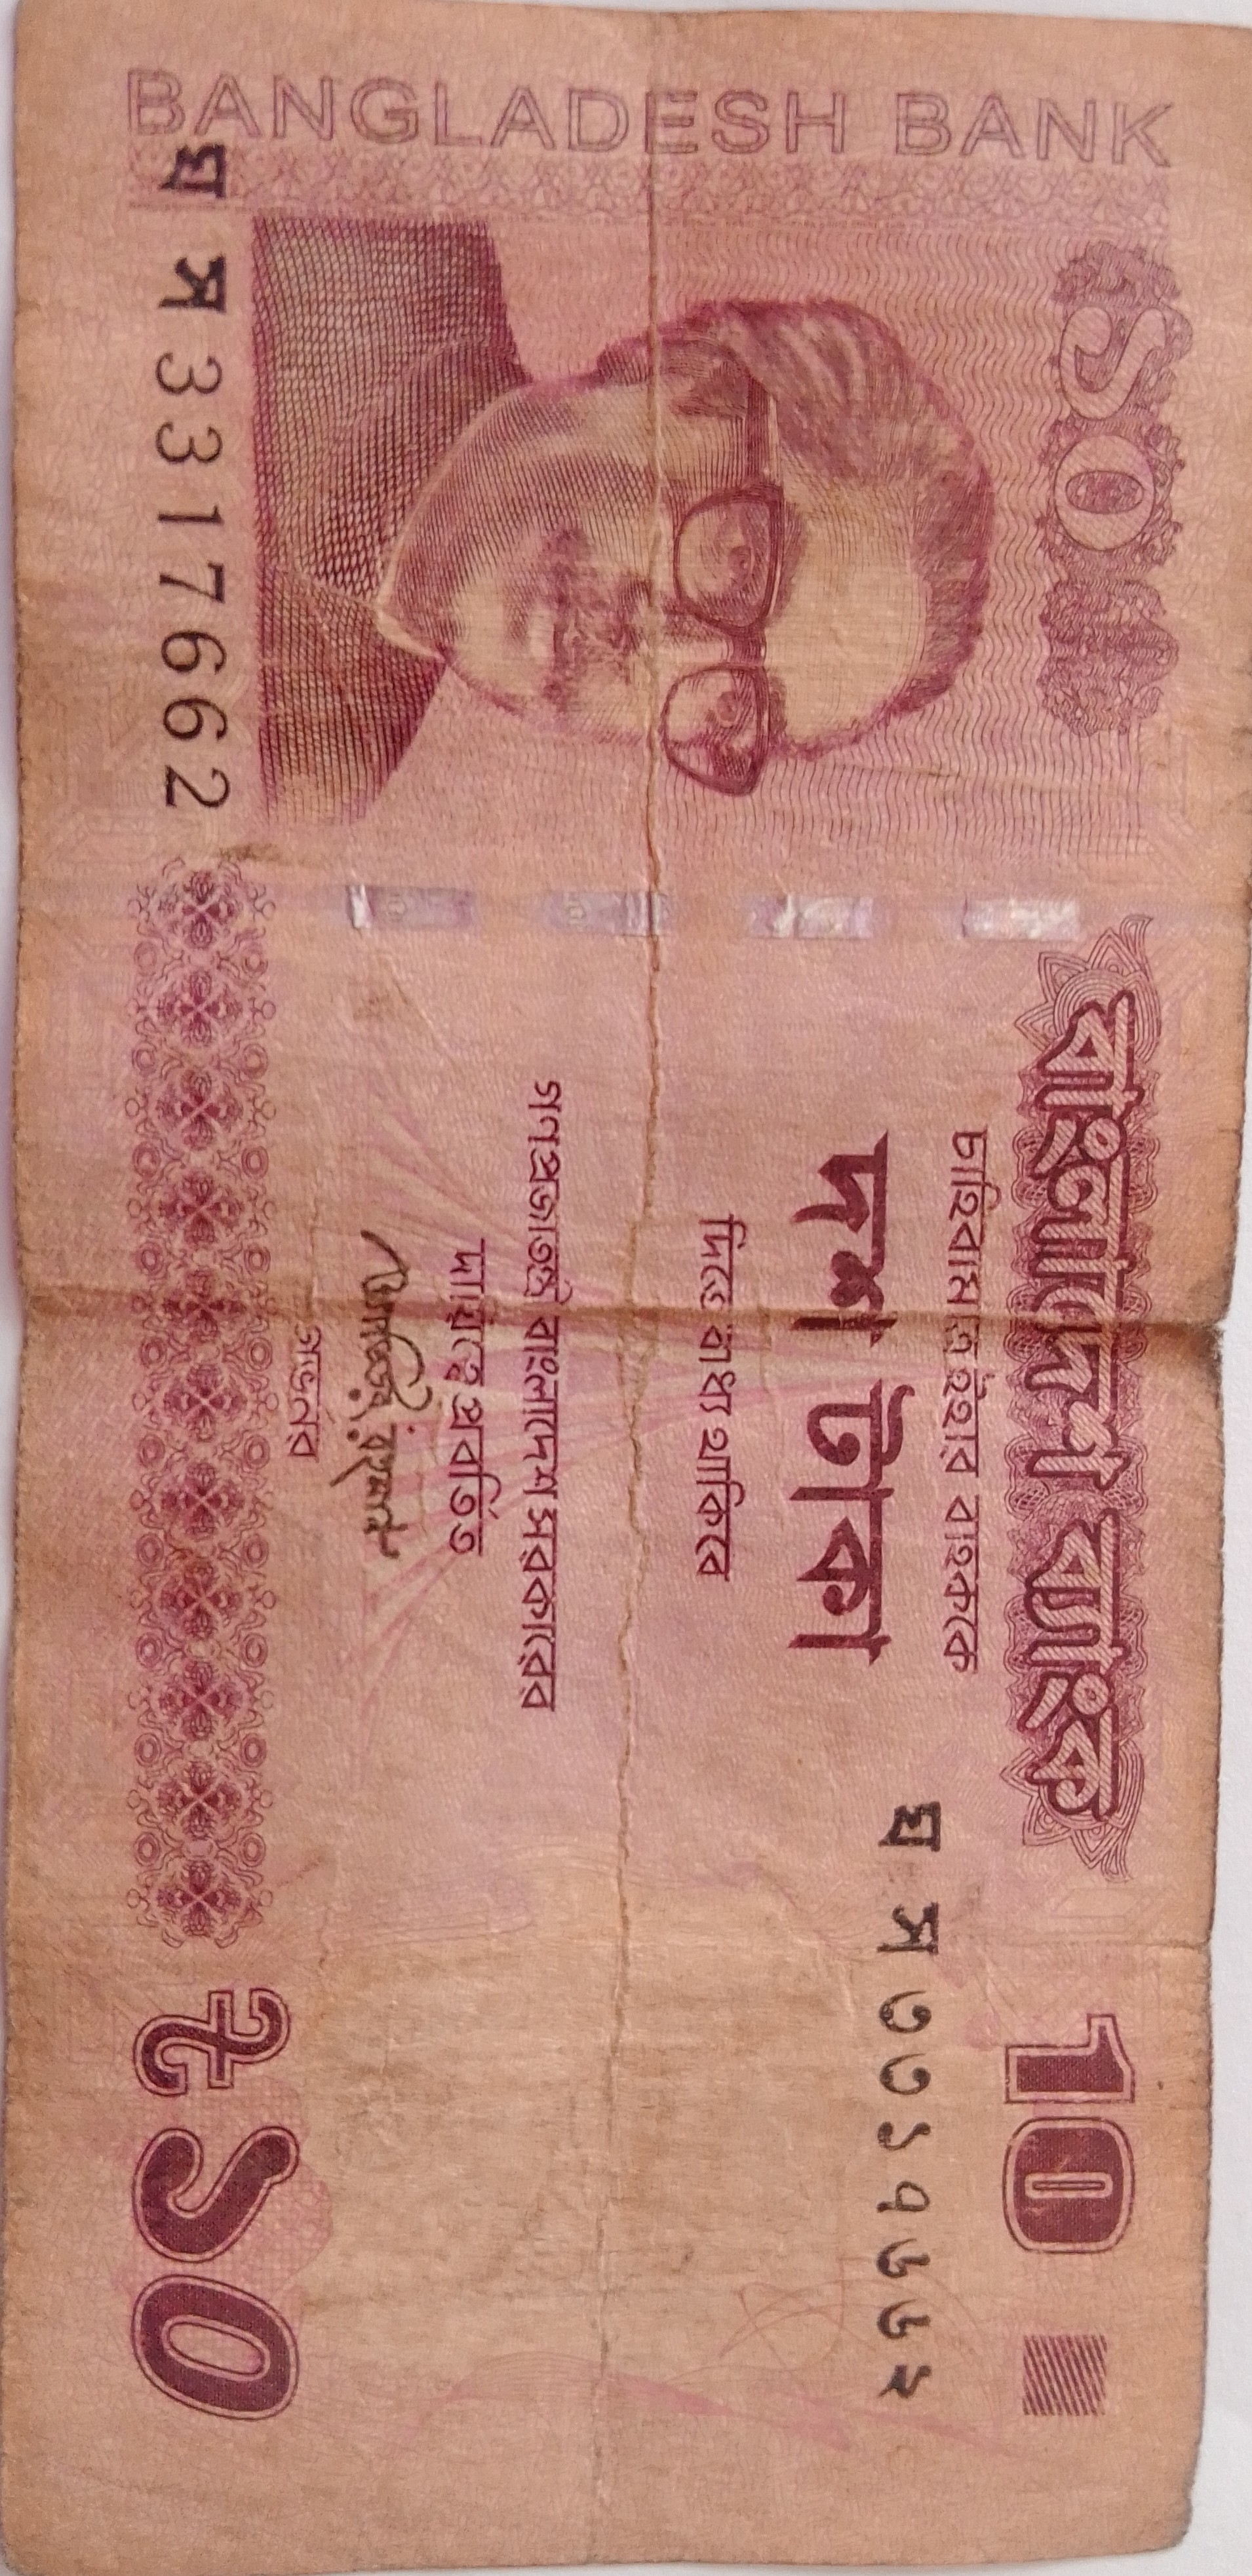 BANGLADESH BANK
১০
বাংলাদেশ ব্যাংক
10
চাহিবামাত্র ইহার বাহককে
ঘ স ৩৩১৭৬৬২
দশ টাকা
দিতে বাধ্য থাকিবে
গণপ্রজাতন্ত্রী বাংলাদেশ সরকারের
দায়িত্বে প্রবর্তিত
আতিউর রহমান
গভর্নর
ঘ স 3317662
৳১০